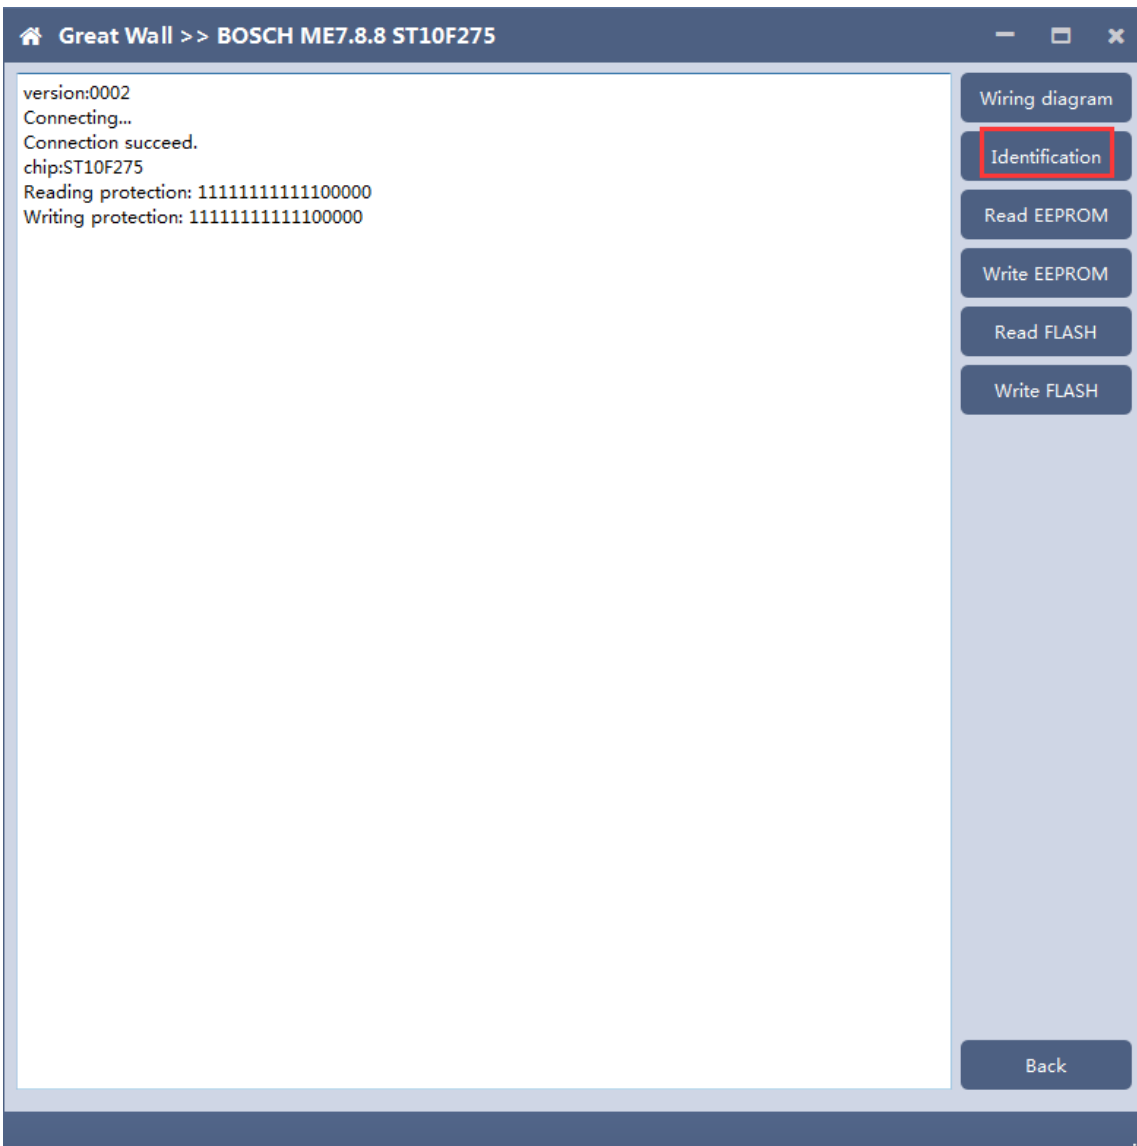 Great Wall >> BOSCH ME7.8.8 ST10F275
version:0002
Connecting...
Connection succeed.
chip:ST10F275
Reading protection: 11111111111100000
Writing protection: 11111111111100000
Wiring diagram
Identification
Read EEPROM
Write EEPROM
Read FLASH
Write FLASH
Back